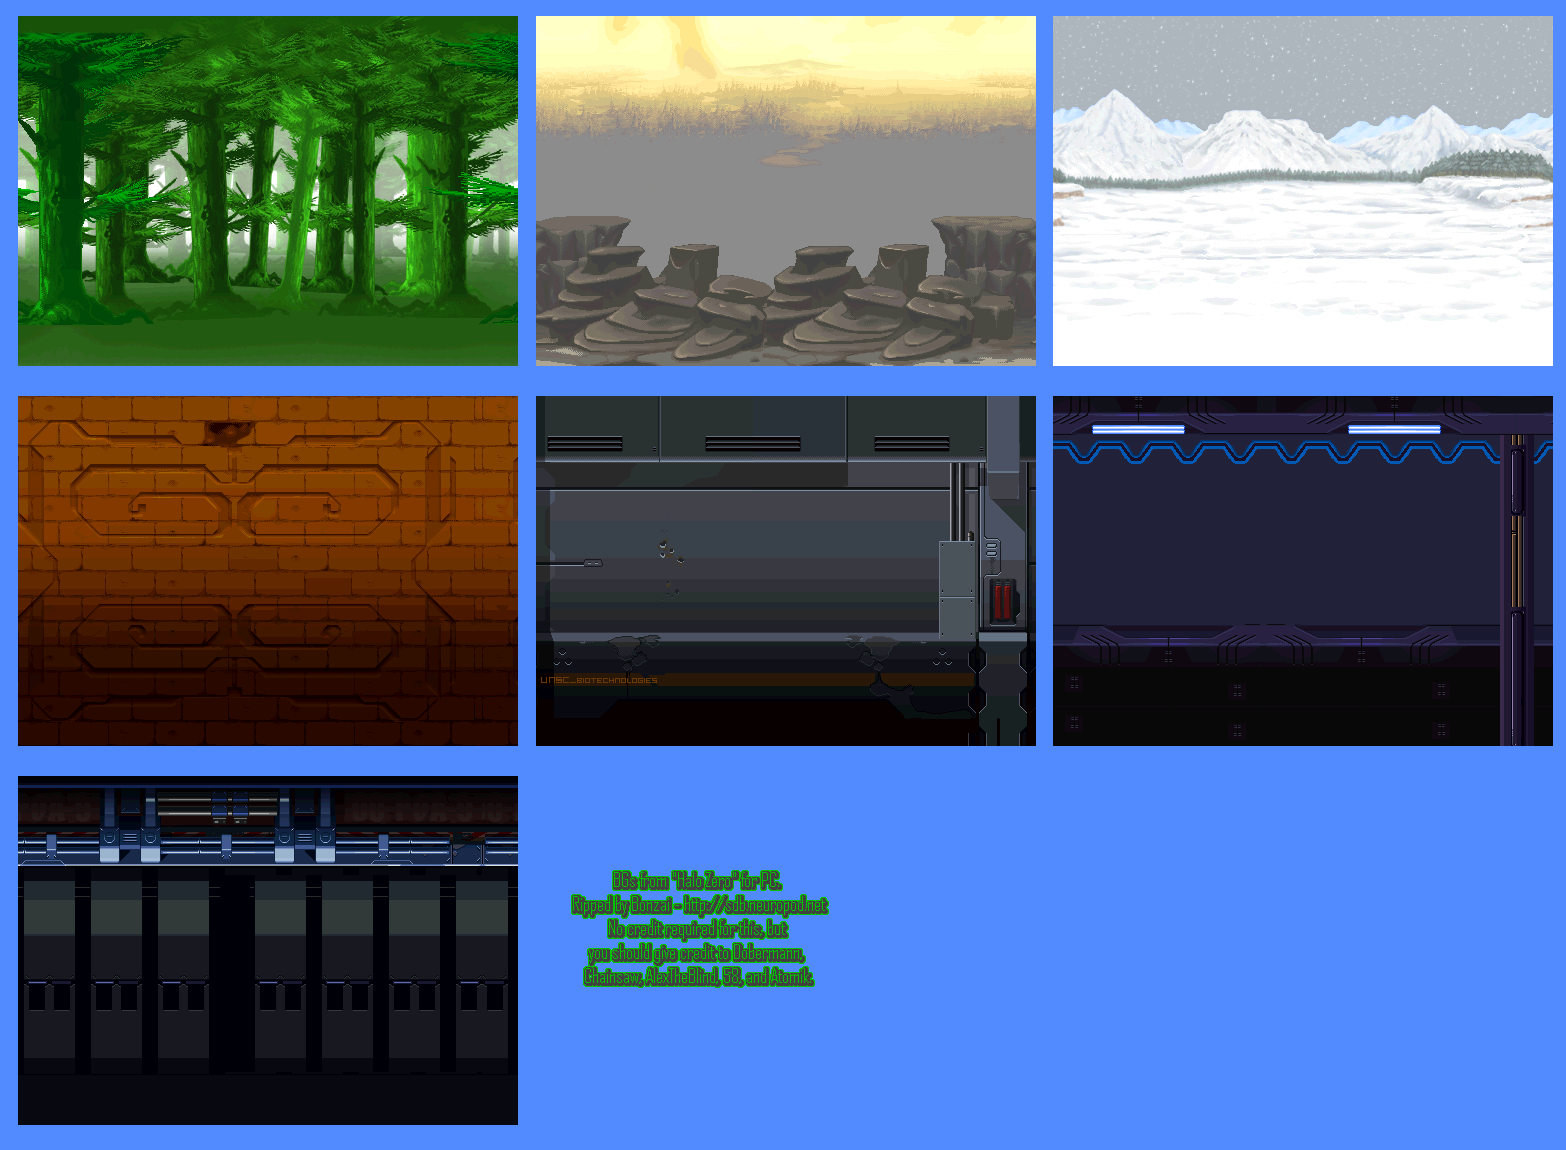 UNSC_BIOTECHNOLOGIES
BGs from "Halo Zero" for PC.
Ripped by Bonzai - http://sdb.neuropod.net
No credit required for this, but
you should give credit to Dobermann,
Chainsaw, AlexTheBlind, 53, and Atomik.